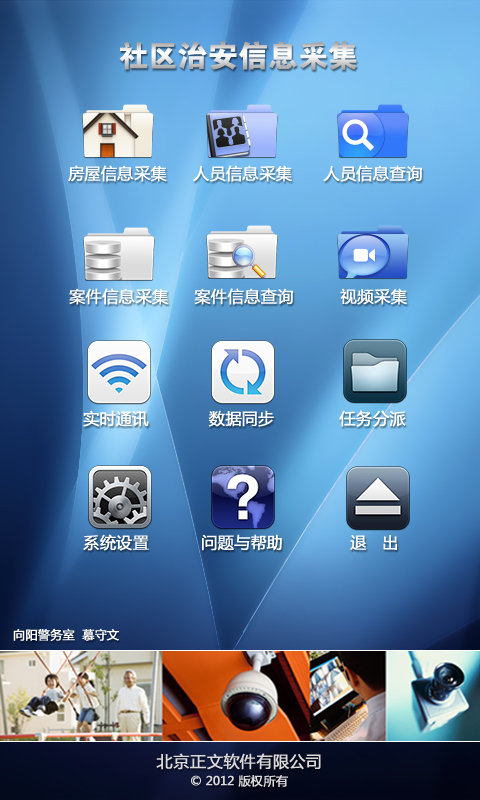 社区治安信息采集
房屋信息采集 人员信息采集 人员信息查询
案件信息采集 案件信息查询 视频采集
实时通讯 数据同步 任务分派
系统设置 问题与帮助 退 出
向阳警务室 慕守文
北京正文软件有限公司
© 2012 版权所有